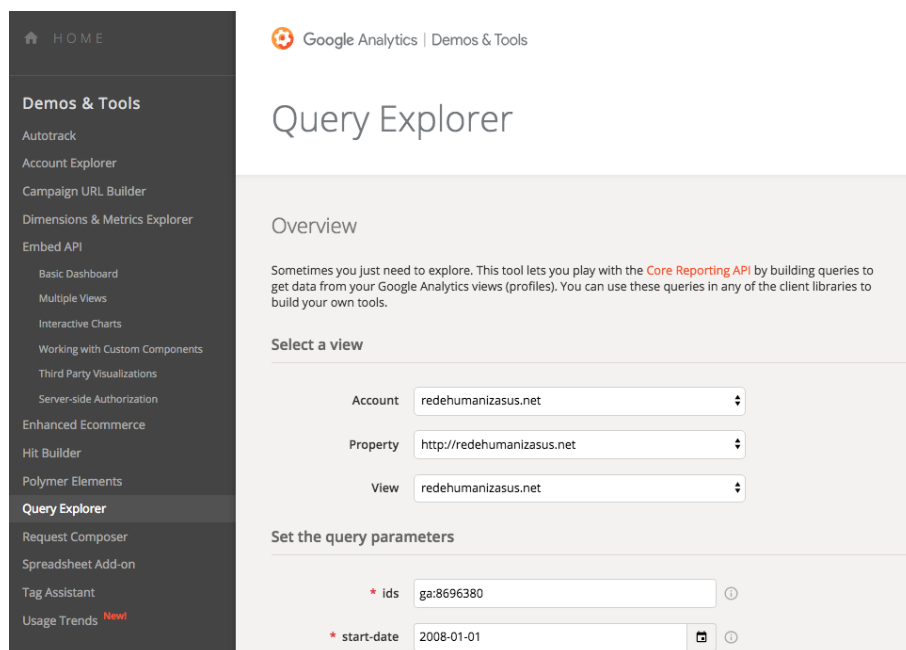 HOME
Demos & Tools
Autotrack
Account Explorer
Campaign URL Builder
Dimensions & Metrics Explorer
Embed API
Basic Dashboard
Multiple Views
Interactive Charts
Working with Custom Components
Third Party Visualizations
Server-side Authorization
Enhanced Ecommerce
Hit Builder
Polymer Elements
Query Explorer
Request Composer
Spreadsheet Add-on
Tag Assistant
Usage Trends New!
Google Analytics | Demos & Tools
Query Explorer
Overview
Sometimes you just need to explore. This tool lets you play with the Core Reporting API by building queries to
get data from your Google Analytics views (profiles). You can use these queries in any of the client libraries to
build your own tools.
Select a view
Account redehumanizasus.net
Property http://redehumanizasus.net
View redehumanizasus.net
Set the query parameters
* ids ga:8696380
* start-date 2008-01-01